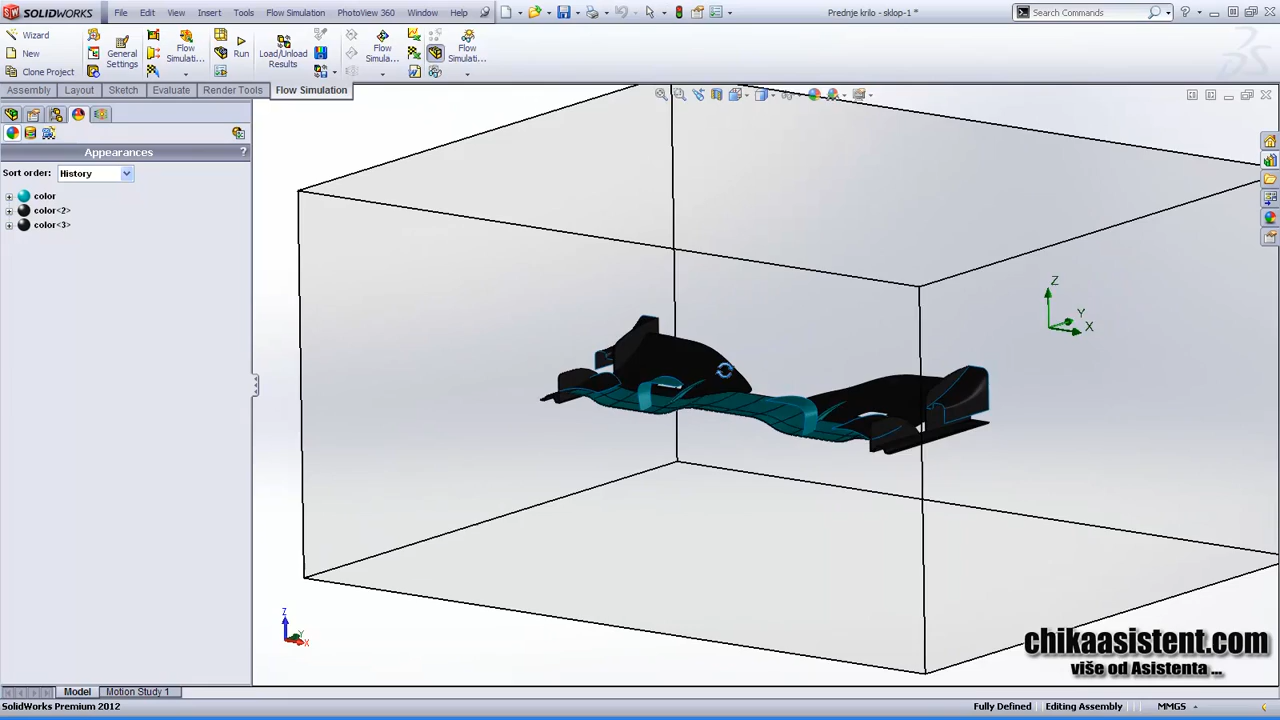 SOLIDWORKS File Edit View Insert Tools Flow Simulation PhotoView 360 Window Help Prednje krilo - sklop-1 * Search Commands
Wizard
New
Clone Project
General
Settings
Flow
Simulati...
Run
Load/Unload
Results
Flow
Simula...
Flow
Simulati...
Assembly Layout Sketch Evaluate Render Tools Flow Simulation
Appearances ?
Sort order: History
color
color<2>
color<3>
Z
Y
X
Z
Y
X
chikaasistent.com
više od Asistenta ...
Model Motion Study 1
SolidWorks Premium 2012 Fully Defined Editing Assembly MMGS